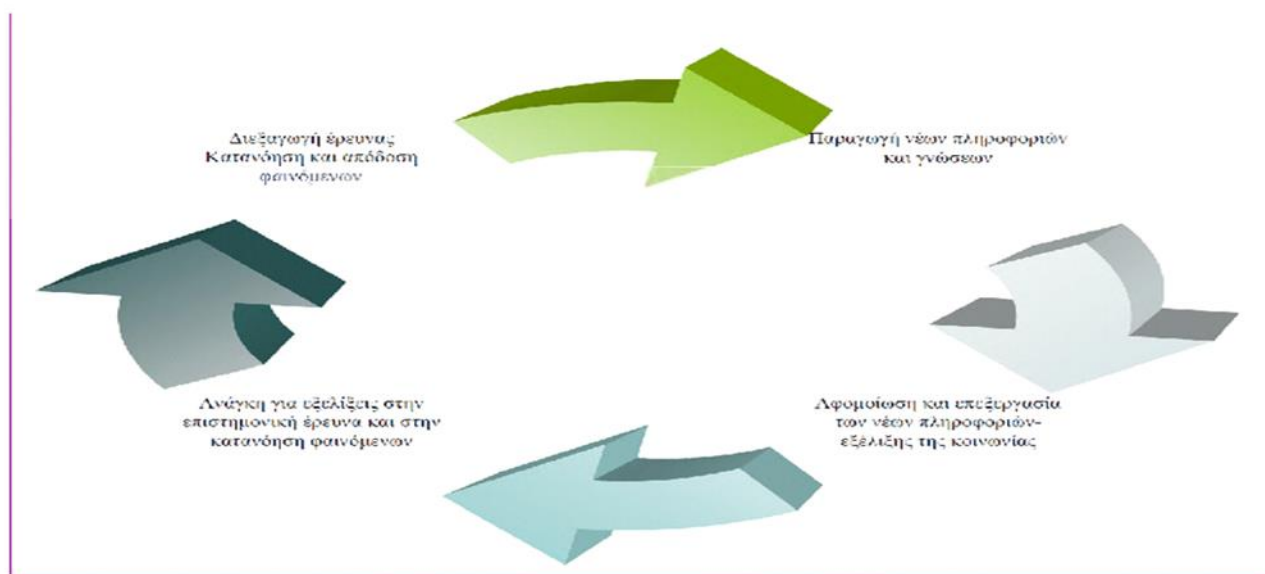 Διεξαγωγή έρευνας
Κατανόηση και απόδοση
φαινόμενων
Παραγωγή νέων πληροφοριών
και γνώσεων
Ανάγκη για εξελίξεις στην
επιστημονική έρευνα και στην
κατανόηση φαινόμενων
Αφομοίωση και επεξεργασία
των νέων πληροφοριών-
εξέλιξης της κοινωνίας